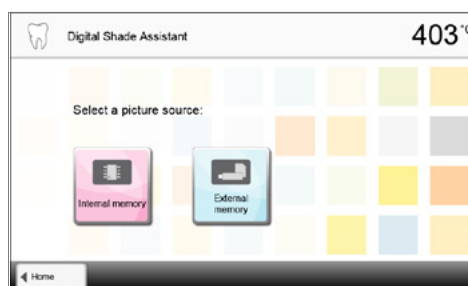 Digital Shade Assistant
403°C
Select a picture source:
Internal memory
External
memory
Home